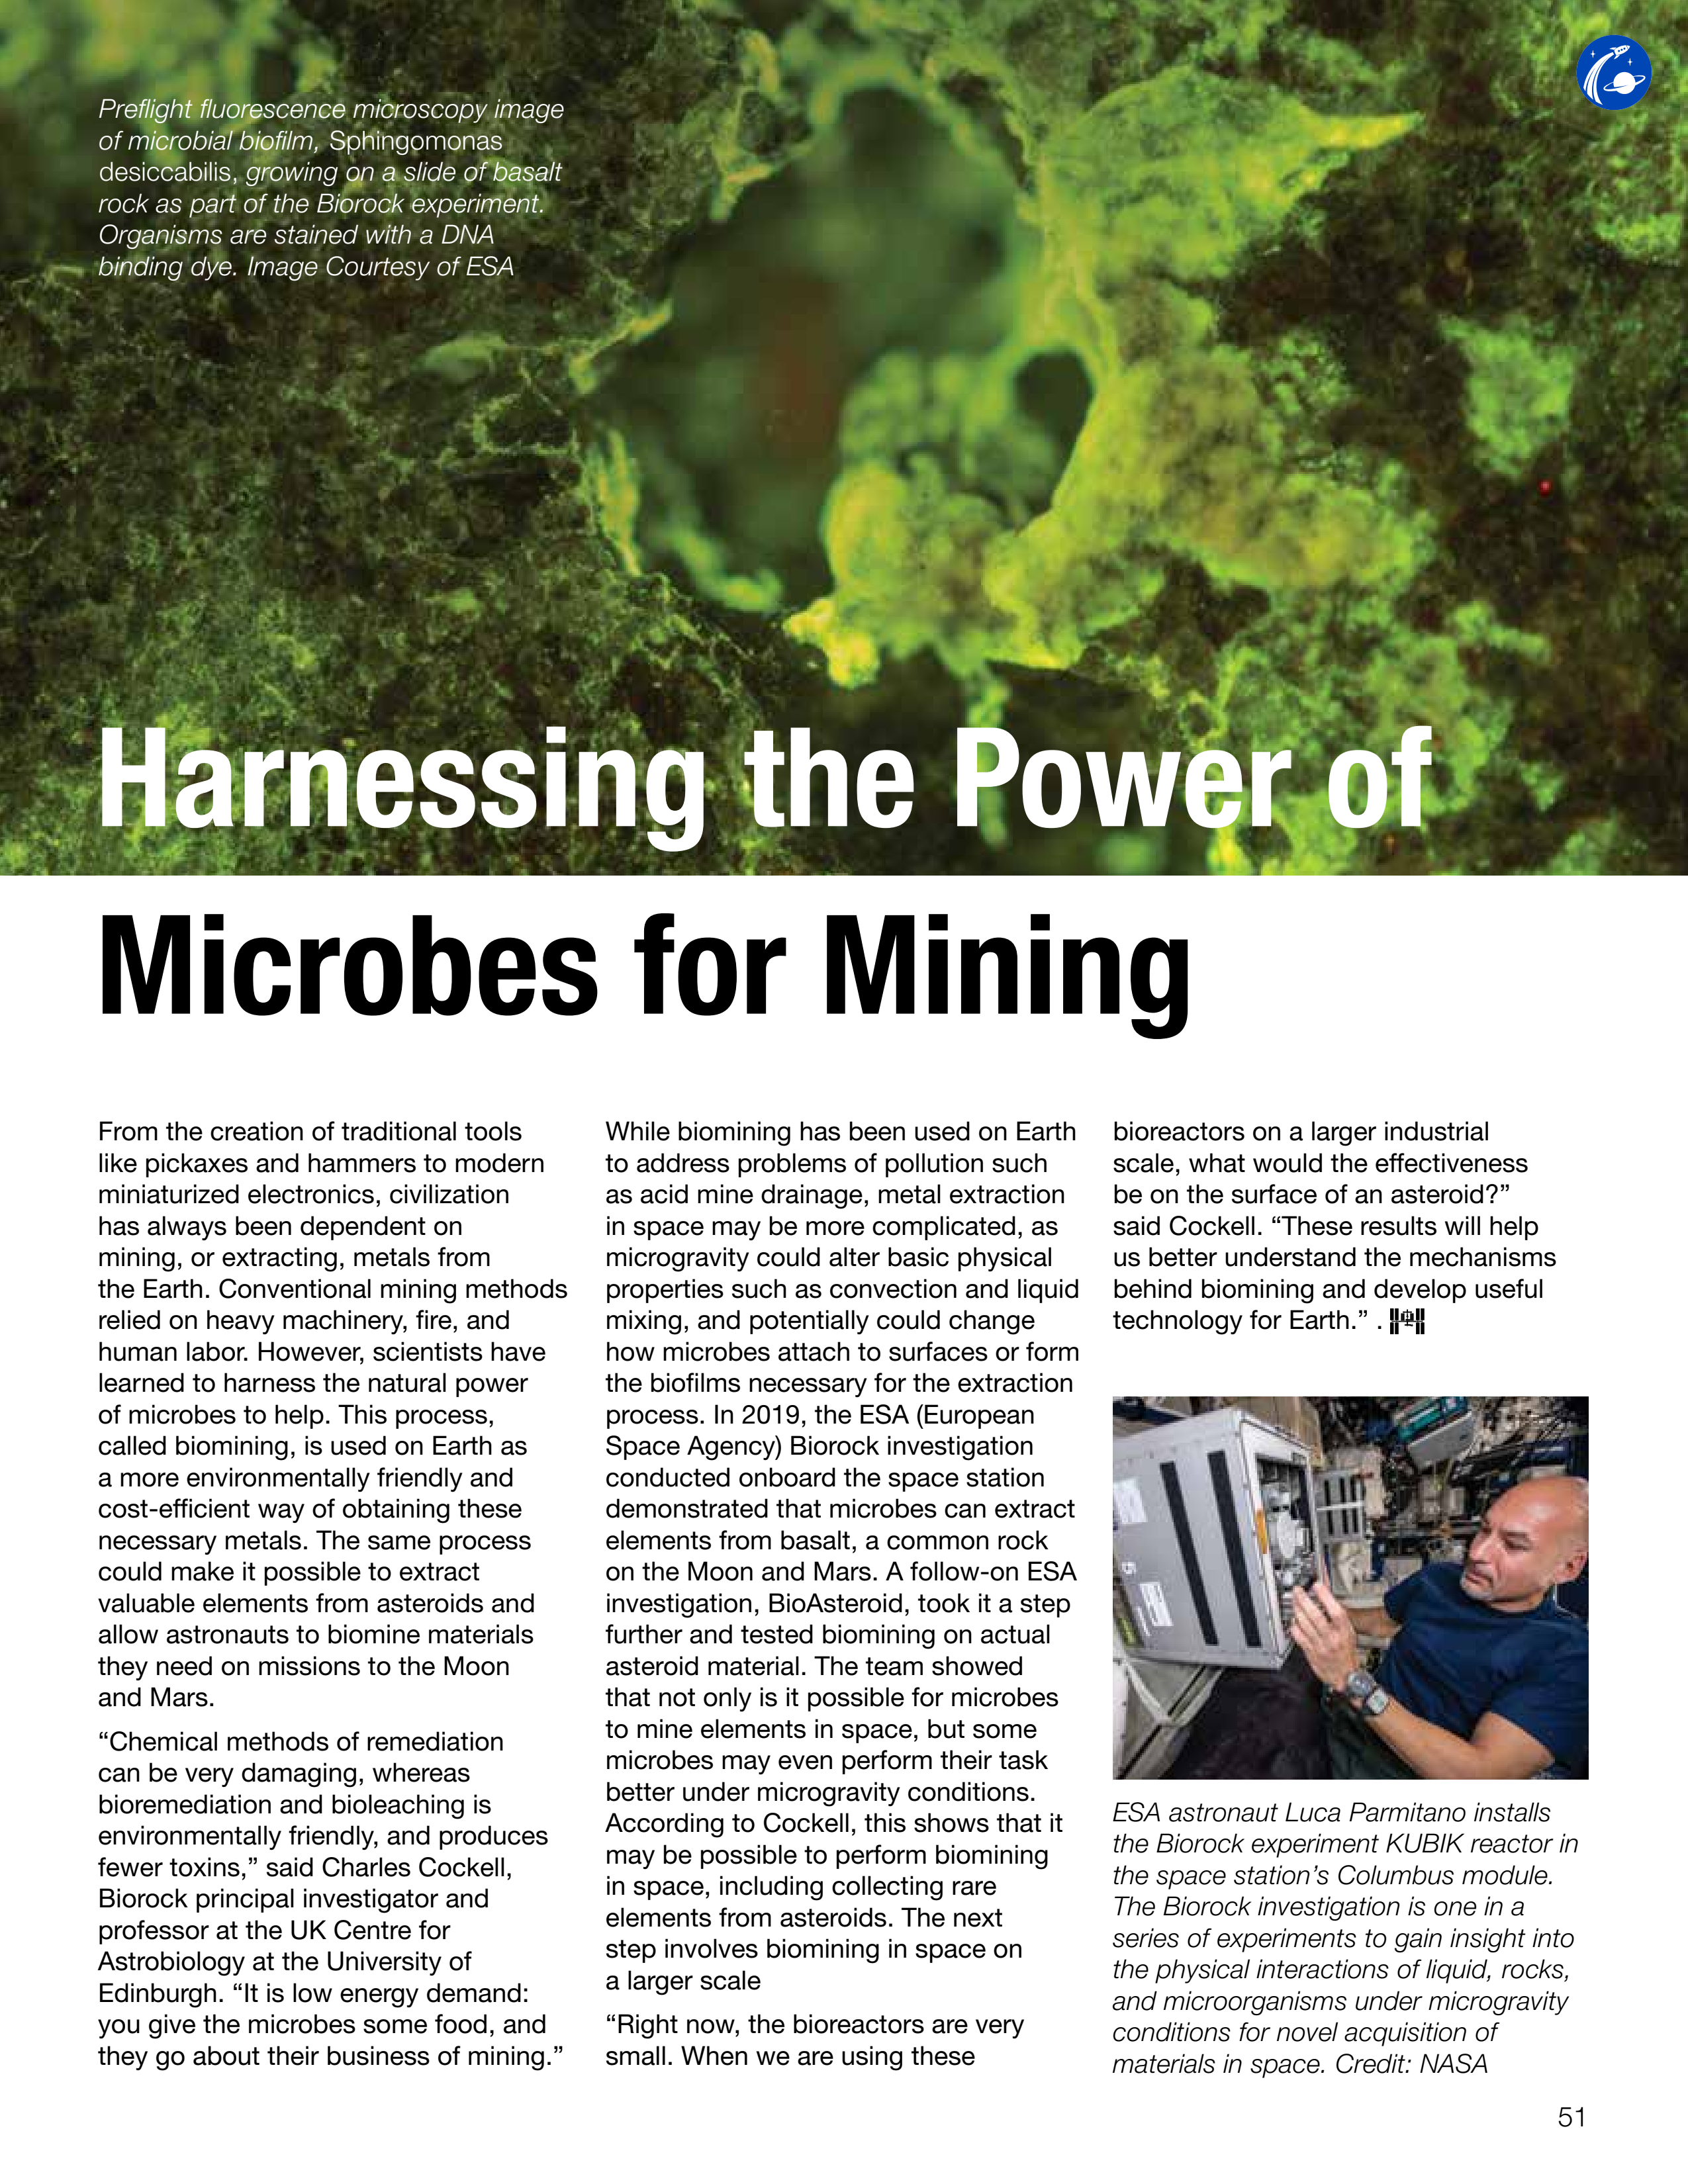 Preflight fluorescence microscopy image
of microbial biofilm, Sphingomonas
desiccabilis, growing on a slide of basalt
rock as part of the Biorock experiment.
Organisms are stained with a DNA
binding dye. Image Courtesy of ESA
Harnessing the Power of
Microbes for Mining
From the creation of traditional tools
like pickaxes and hammers to modern
miniaturized electronics, civilization
has always been dependent on
mining, or extracting, metals from
the Earth. Conventional mining methods
relied on heavy machinery, fire, and
human labor. However, scientists have
learned to harness the natural power
of microbes to help. This process,
called biomining, is used on Earth as
a more environmentally friendly and
cost-efficient way of obtaining these
necessary metals. The same process
could make it possible to extract
valuable elements from asteroids and
allow astronauts to biomine materials
they need on missions to the Moon
and Mars.
“Chemical methods of remediation
can be very damaging, whereas
bioremediation and bioleaching is
environmentally friendly, and produces
fewer toxins,” said Charles Cockell,
Biorock principal investigator and
professor at the UK Centre for
Astrobiology at the University of
Edinburgh. “It is low energy demand:
you give the microbes some food, and
they go about their business of mining.”
While biomining has been used on Earth
to address problems of pollution such
as acid mine drainage, metal extraction
in space may be more complicated, as
microgravity could alter basic physical
properties such as convection and liquid
mixing, and potentially could change
how microbes attach to surfaces or form
the biofilms necessary for the extraction
process. In 2019, the ESA (European
Space Agency) Biorock investigation
conducted onboard the space station
demonstrated that microbes can extract
elements from basalt, a common rock
on the Moon and Mars. A follow-on ESA
investigation, BioAsteroid, took it a step
further and tested biomining on actual
asteroid material. The team showed
that not only is it possible for microbes
to mine elements in space, but some
microbes may even perform their task
better under microgravity conditions.
According to Cockell, this shows that it
may be possible to perform biomining
in space, including collecting rare
elements from asteroids. The next
step involves biomining in space on
a larger scale
“Right now, the bioreactors are very
small. When we are using these
bioreactors on a larger industrial
scale, what would the effectiveness
be on the surface of an asteroid?”
said Cockell. “These results will help
us better understand the mechanisms
behind biomining and develop useful
technology for Earth.” .
ESA astronaut Luca Parmitano installs
the Biorock experiment KUBIK reactor in
the space station’s Columbus module.
The Biorock investigation is one in a
series of experiments to gain insight into
the physical interactions of liquid, rocks,
and microorganisms under microgravity
conditions for novel acquisition of
materials in space. Credit: NASA
51